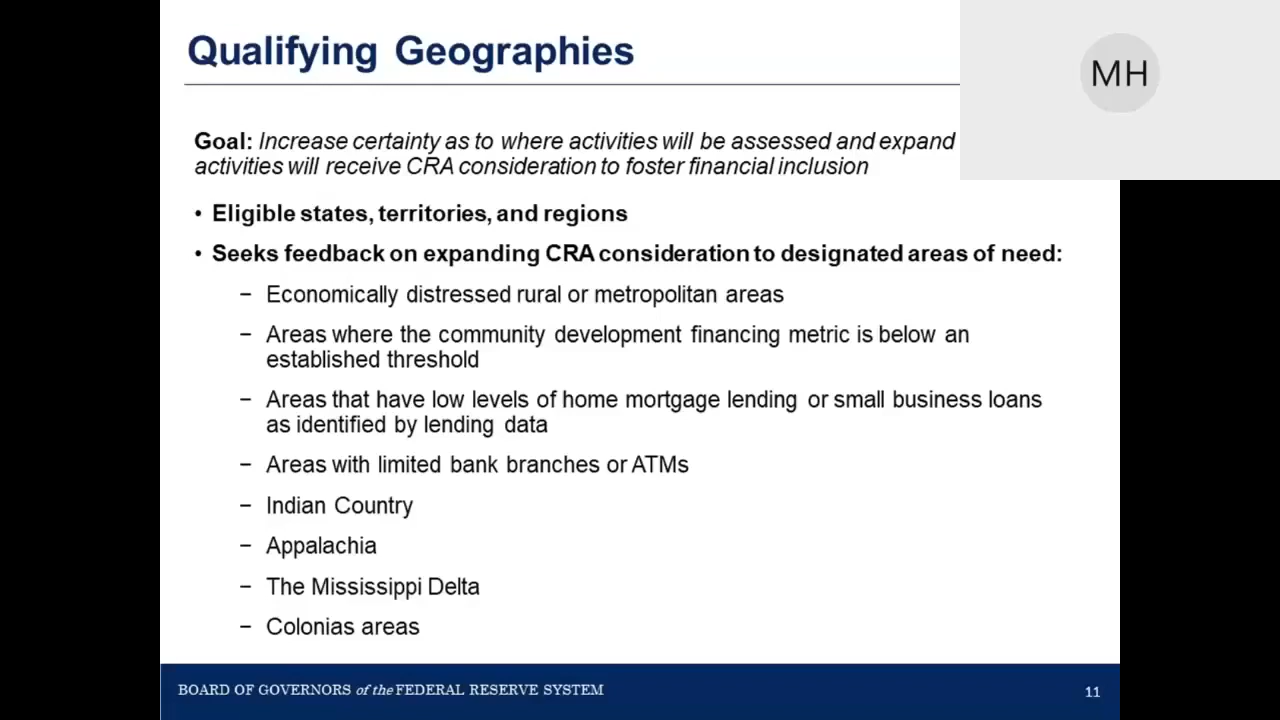 Qualifying Geographies
MH
Goal: Increase certainty as to where activities will be assessed and expand
activities will receive CRA consideration to foster financial inclusion
• Eligible states, territories, and regions
• Seeks feedback on expanding CRA consideration to designated areas of need:
− Economically distressed rural or metropolitan areas
− Areas where the community development financing metric is below an
established threshold
− Areas that have low levels of home mortgage lending or small business loans
as identified by lending data
− Areas with limited bank branches or ATMs
− Indian Country
− Appalachia
− The Mississippi Delta
− Colonias areas
BOARD OF GOVERNORS of the FEDERAL RESERVE SYSTEM
11